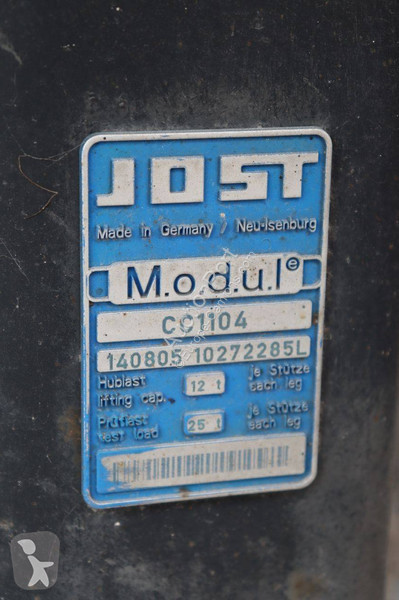 JOST
Made in Germany / Neu-Isenburg
M.o.d.u.l e
CC1104
140805 10272285L
Hublast 12 t je Stütze
lifting cap. each leg
Prüflast 25 t je Stütze
test load each leg